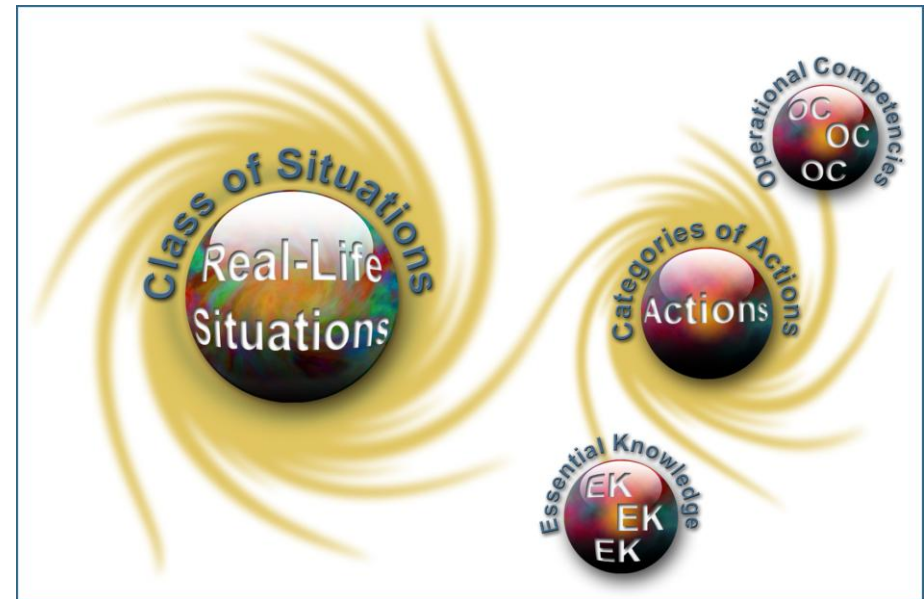 Class of Situations
Real-Life
Situations
Operational Competencies
OC
OC
OC
Categories of Actions
Actions
Essential Knowledge
EK
EK
EK